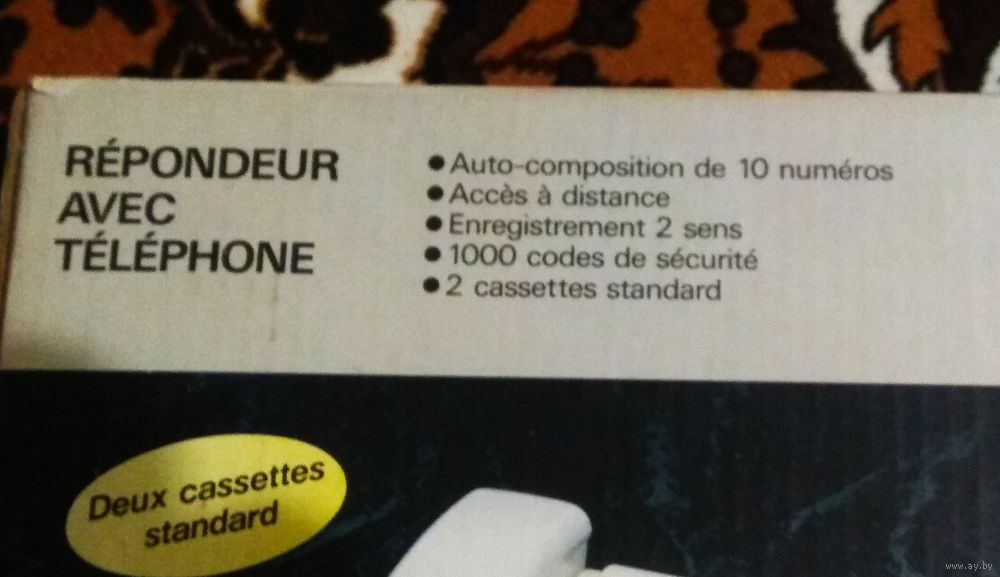 RÉPONDEUR
AVEC
TÉLÉPHONE
● Auto-composition de 10 numéros
● Accès à distance
● Enregistrement 2 sens
● 1000 codes de sécurité
● 2 cassettes standard
Deux cassettes
standard
www.ay.by